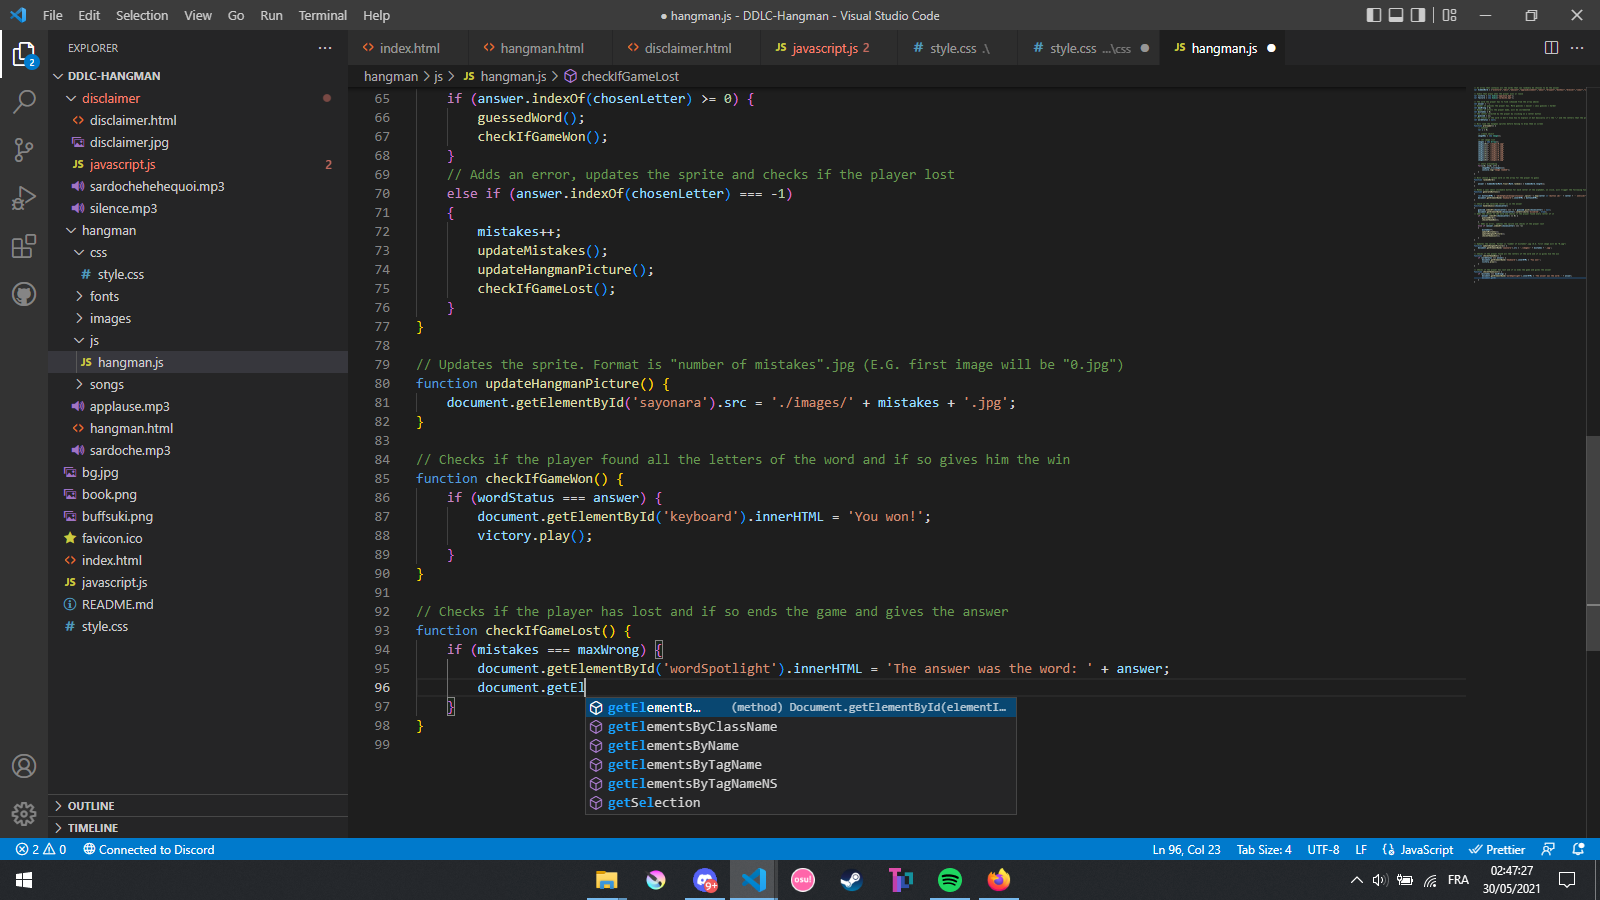 File Edit Selection View Go Run Terminal Help
● hangman.js - DDLC-Hangman - Visual Studio Code
EXPLORER
index.html
hangman.html
disclaimer.html
JS javascript.js 2
# style.css .\
# style.css ...\css
JS hangman.js
DDLC-HANGMAN
hangman > js > JS hangman.js > checkIfGameLost
disclaimer
disclaimer.html
disclaimer.jpg
JS javascript.js 2
sardochehehequoi.mp3
silence.mp3
hangman
css
# style.css
fonts
images
js
JS hangman.js
songs
applause.mp3
hangman.html
sardoche.mp3
bg.jpg
book.png
buffsuki.png
favicon.ico
index.html
JS javascript.js
README.md
# style.css
OUTLINE
TIMELINE
2
65 if (answer.indexOf(chosenLetter) >= 0) {
66 guessedWord();
67 checkIfGameWon();
68 }
69 // Adds an error, updates the sprite and checks if the player lost
70 else if (answer.indexOf(chosenLetter) === -1)
71 {
72 mistakes++;
73 updateMistakes();
74 updateHangmanPicture();
75 checkIfGameLost();
76 }
77 }
78
79 // Updates the sprite. Format is "number of mistakes".jpg (E.G. first image will be "0.jpg")
80 function updateHangmanPicture() {
81 document.getElementById('sayonara').src = './images/' + mistakes + '.jpg';
82 }
83
84 // Checks if the player found all the letters of the word and if so gives him the win
85 function checkIfGameWon() {
86 if (wordStatus === answer) {
87 document.getElementById('keyboard').innerHTML = 'You won!';
88 victory.play();
89 }
90 }
91
92 // Checks if the player has lost and if so ends the game and gives the answer
93 function checkIfGameLost() {
94 if (mistakes === maxWrong) {
95 document.getElementById('wordSpotlight').innerHTML = 'The answer was the word: ' + answer;
96 document.getEl
97 }
98 }
99
getElementB… (method) Document.getElementById(elementI…
getElementsByClassName
getElementsByName
getElementsByTagName
getElementsByTagNameNS
getSelection
2 0 Connected to Discord
Ln 96, Col 23 Tab Size: 4 UTF-8 LF {} JavaScript Prettier
9+
osu!
FRA
02:47:27
30/05/2021